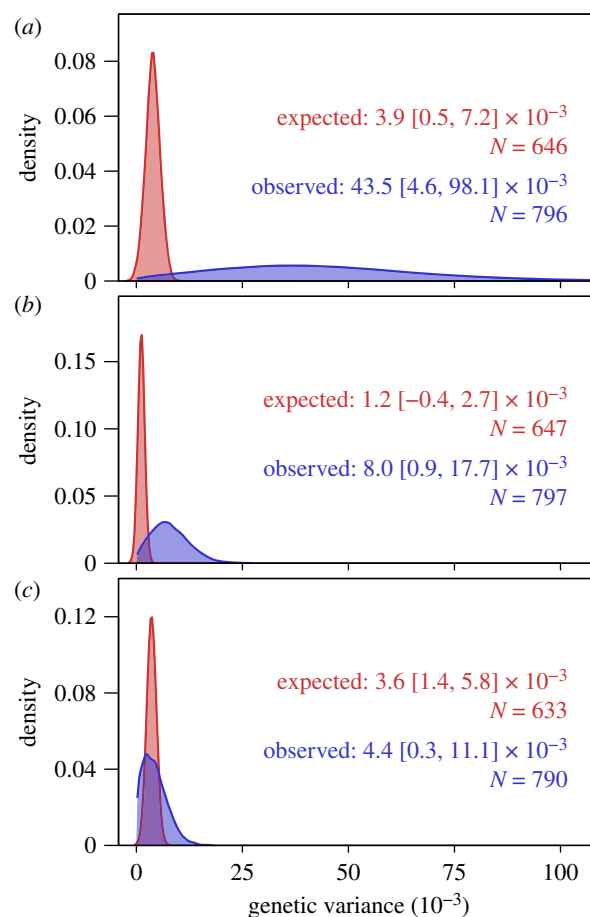 (a)
density
0.08
0.06
0.04
0.02
0
expected: 3.9 [0.5, 7.2] × 10⁻³
N = 646
observed: 43.5 [4.6, 98.1] × 10⁻³
N = 796
(b)
density
0.15
0.10
0.05
0
expected: 1.2 [−0.4, 2.7] × 10⁻³
N = 647
observed: 8.0 [0.9, 17.7] × 10⁻³
N = 797
(c)
density
0.12
0.08
0.04
0
expected: 3.6 [1.4, 5.8] × 10⁻³
N = 633
observed: 4.4 [0.3, 11.1] × 10⁻³
N = 790
0 25 50 75 100
genetic variance (10⁻³)